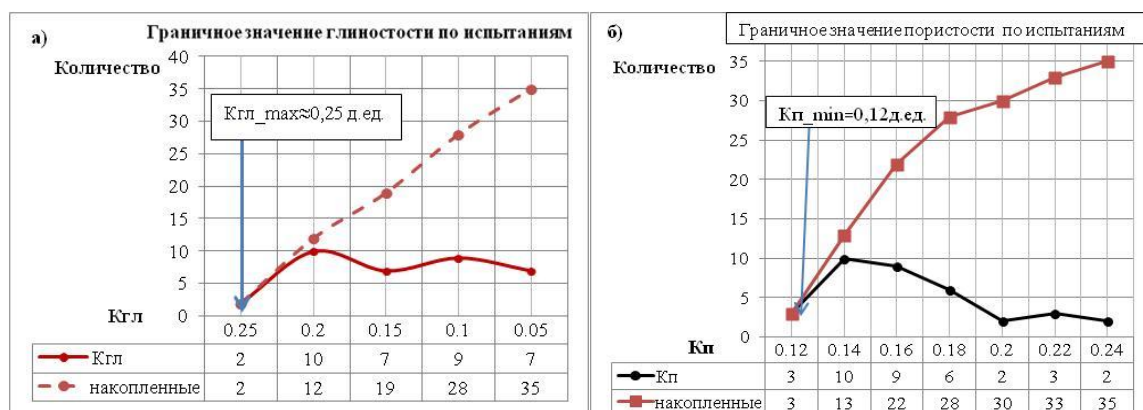 а)
Граничное значение глиностости по испытаниям
Количество
40
35
30
25
20
15
10
5
0
Кгл_max≈0,25 д.ед.
Кгл
0.25 0.2 0.15 0.1 0.05
Кгл 2 10 7 9 7
накопленные 2 12 19 28 35
б)
Граничное значение пористости по испытаниям
Количество
35
30
25
20
15
10
5
0
Кп_min=0,12д.ед.
Кп
0.12 0.14 0.16 0.18 0.2 0.22 0.24
Кп 3 10 9 6 2 3 2
накопленные 3 13 22 28 30 33 35